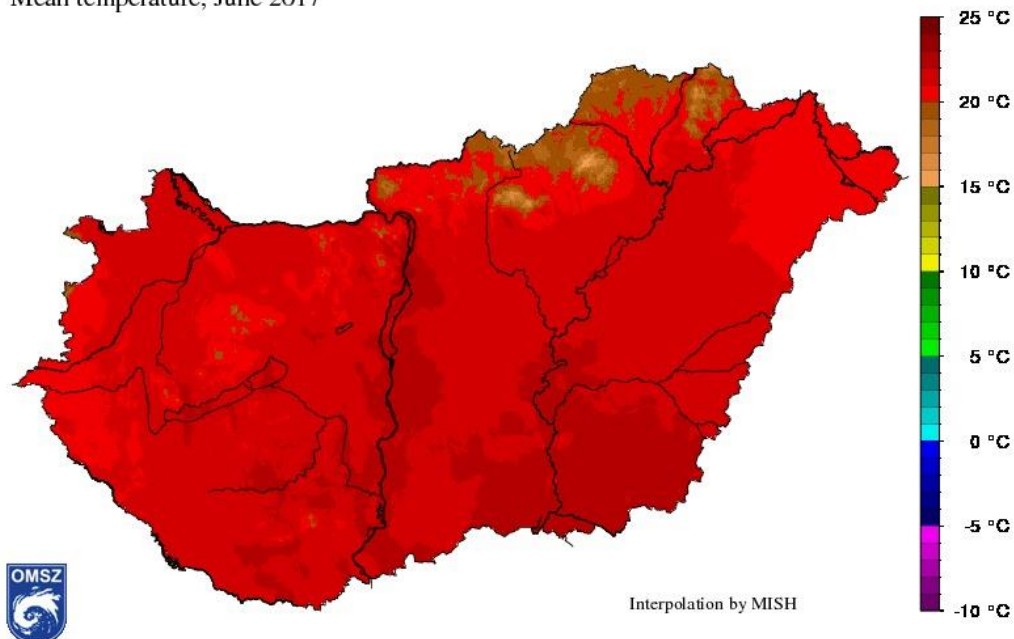 Mean temperature, June 2017
25 °C
20 °C
15 °C
10 °C
5 °C
0 °C
-5 °C
-10 °C
OMSZ
Interpolation by MISH